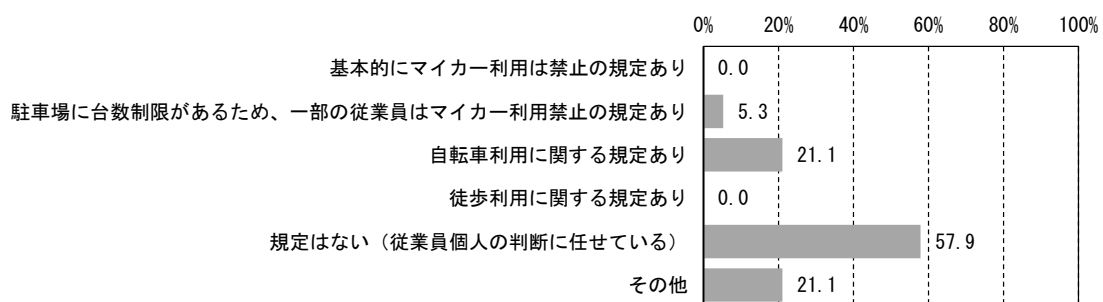 0% 20% 40% 60% 80% 100%
基本的にマイカー利用は禁止の規定あり 0.0
駐車場に台数制限があるため、一部の従業員はマイカー利用禁止の規定あり 5.3
自転車利用に関する規定あり 21.1
徒歩利用に関する規定あり 0.0
規定はない（従業員個人の判断に任せている） 57.9
その他 21.1